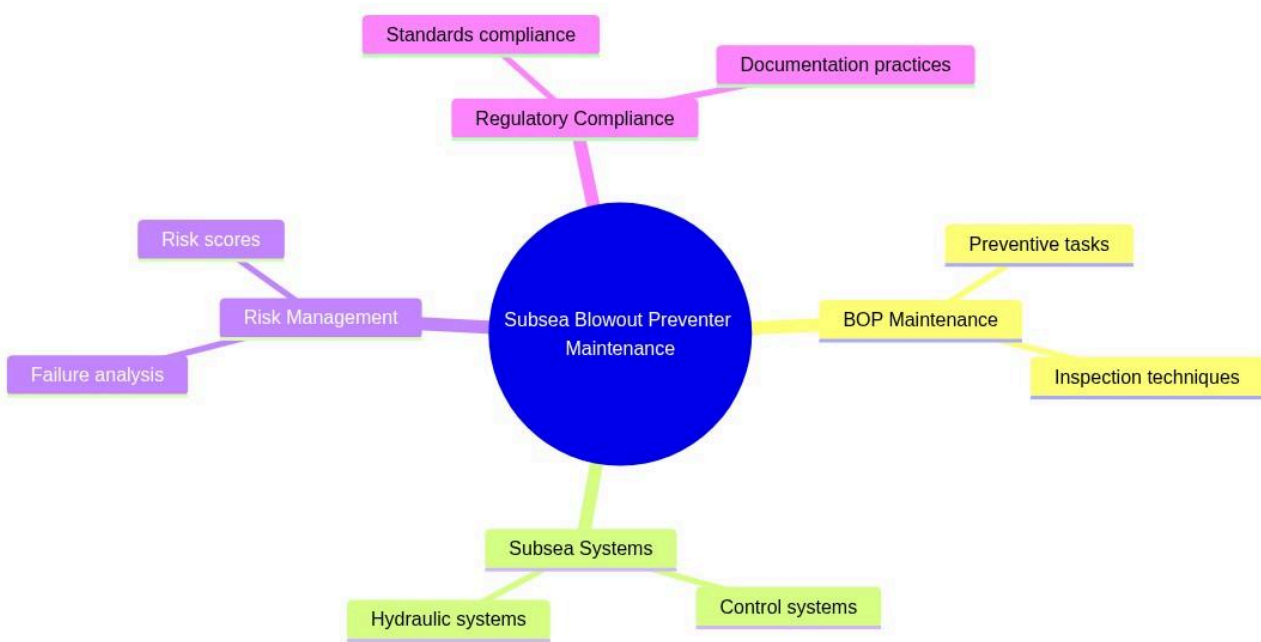 Standards compliance
Documentation practices
Regulatory Compliance
Risk scores
Preventive tasks
Risk Management
Subsea Blowout Preventer
Maintenance
BOP Maintenance
Failure analysis
Inspection techniques
Subsea Systems
Hydraulic systems
Control systems